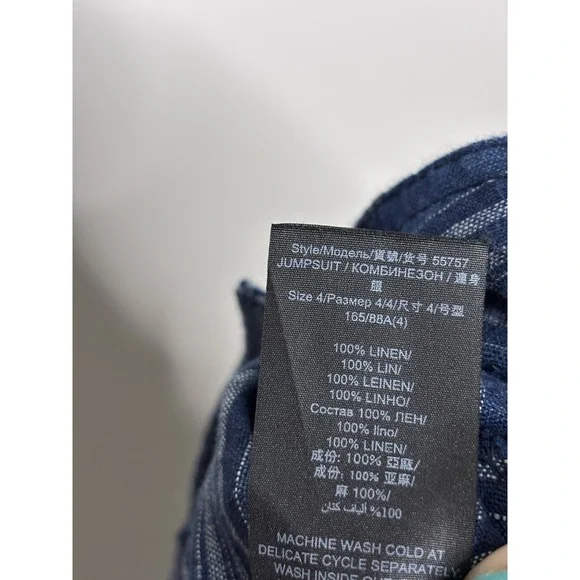 Style/Модель/貨號/货号 55757
JUMPSUIT / КОМБИНЕЗОН / 連身
服
Size 4/Размер 4/4/尺寸 4/号型
165/88A(4)
100% LINEN/
100% LIN/
100% LEINEN/
100% LINHO/
Состав 100% ЛЕН/
100% lino/
100% LINEN/
成份: 100% 亞麻/
成份: 100% 亚麻/
麻 100%/
100% ألياف كتان
MACHINE WASH COLD AT
DELICATE CYCLE SEPARATELY
WASH INSIDE